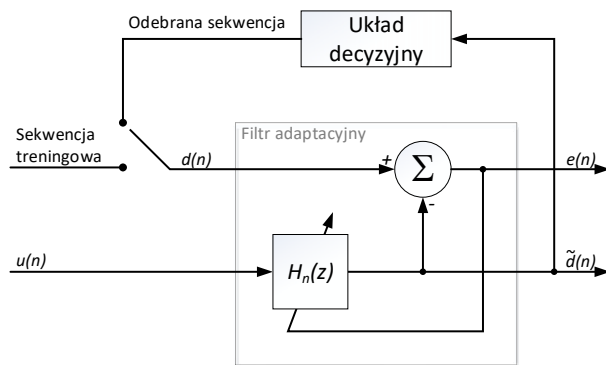 Odebrana sekwencja
Układ
decyzyjny
Sekwencja
treningowa
Filtr adaptacyjny
d(n)
+
Σ
e(n)
-
u(n)
Hn(z)
d̃(n)